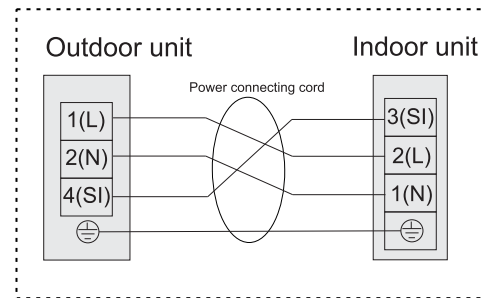 Outdoor unit
Indoor unit
Power connecting cord
1(L)
2(N)
4(SI)
3(SI)
2(L)
1(N)